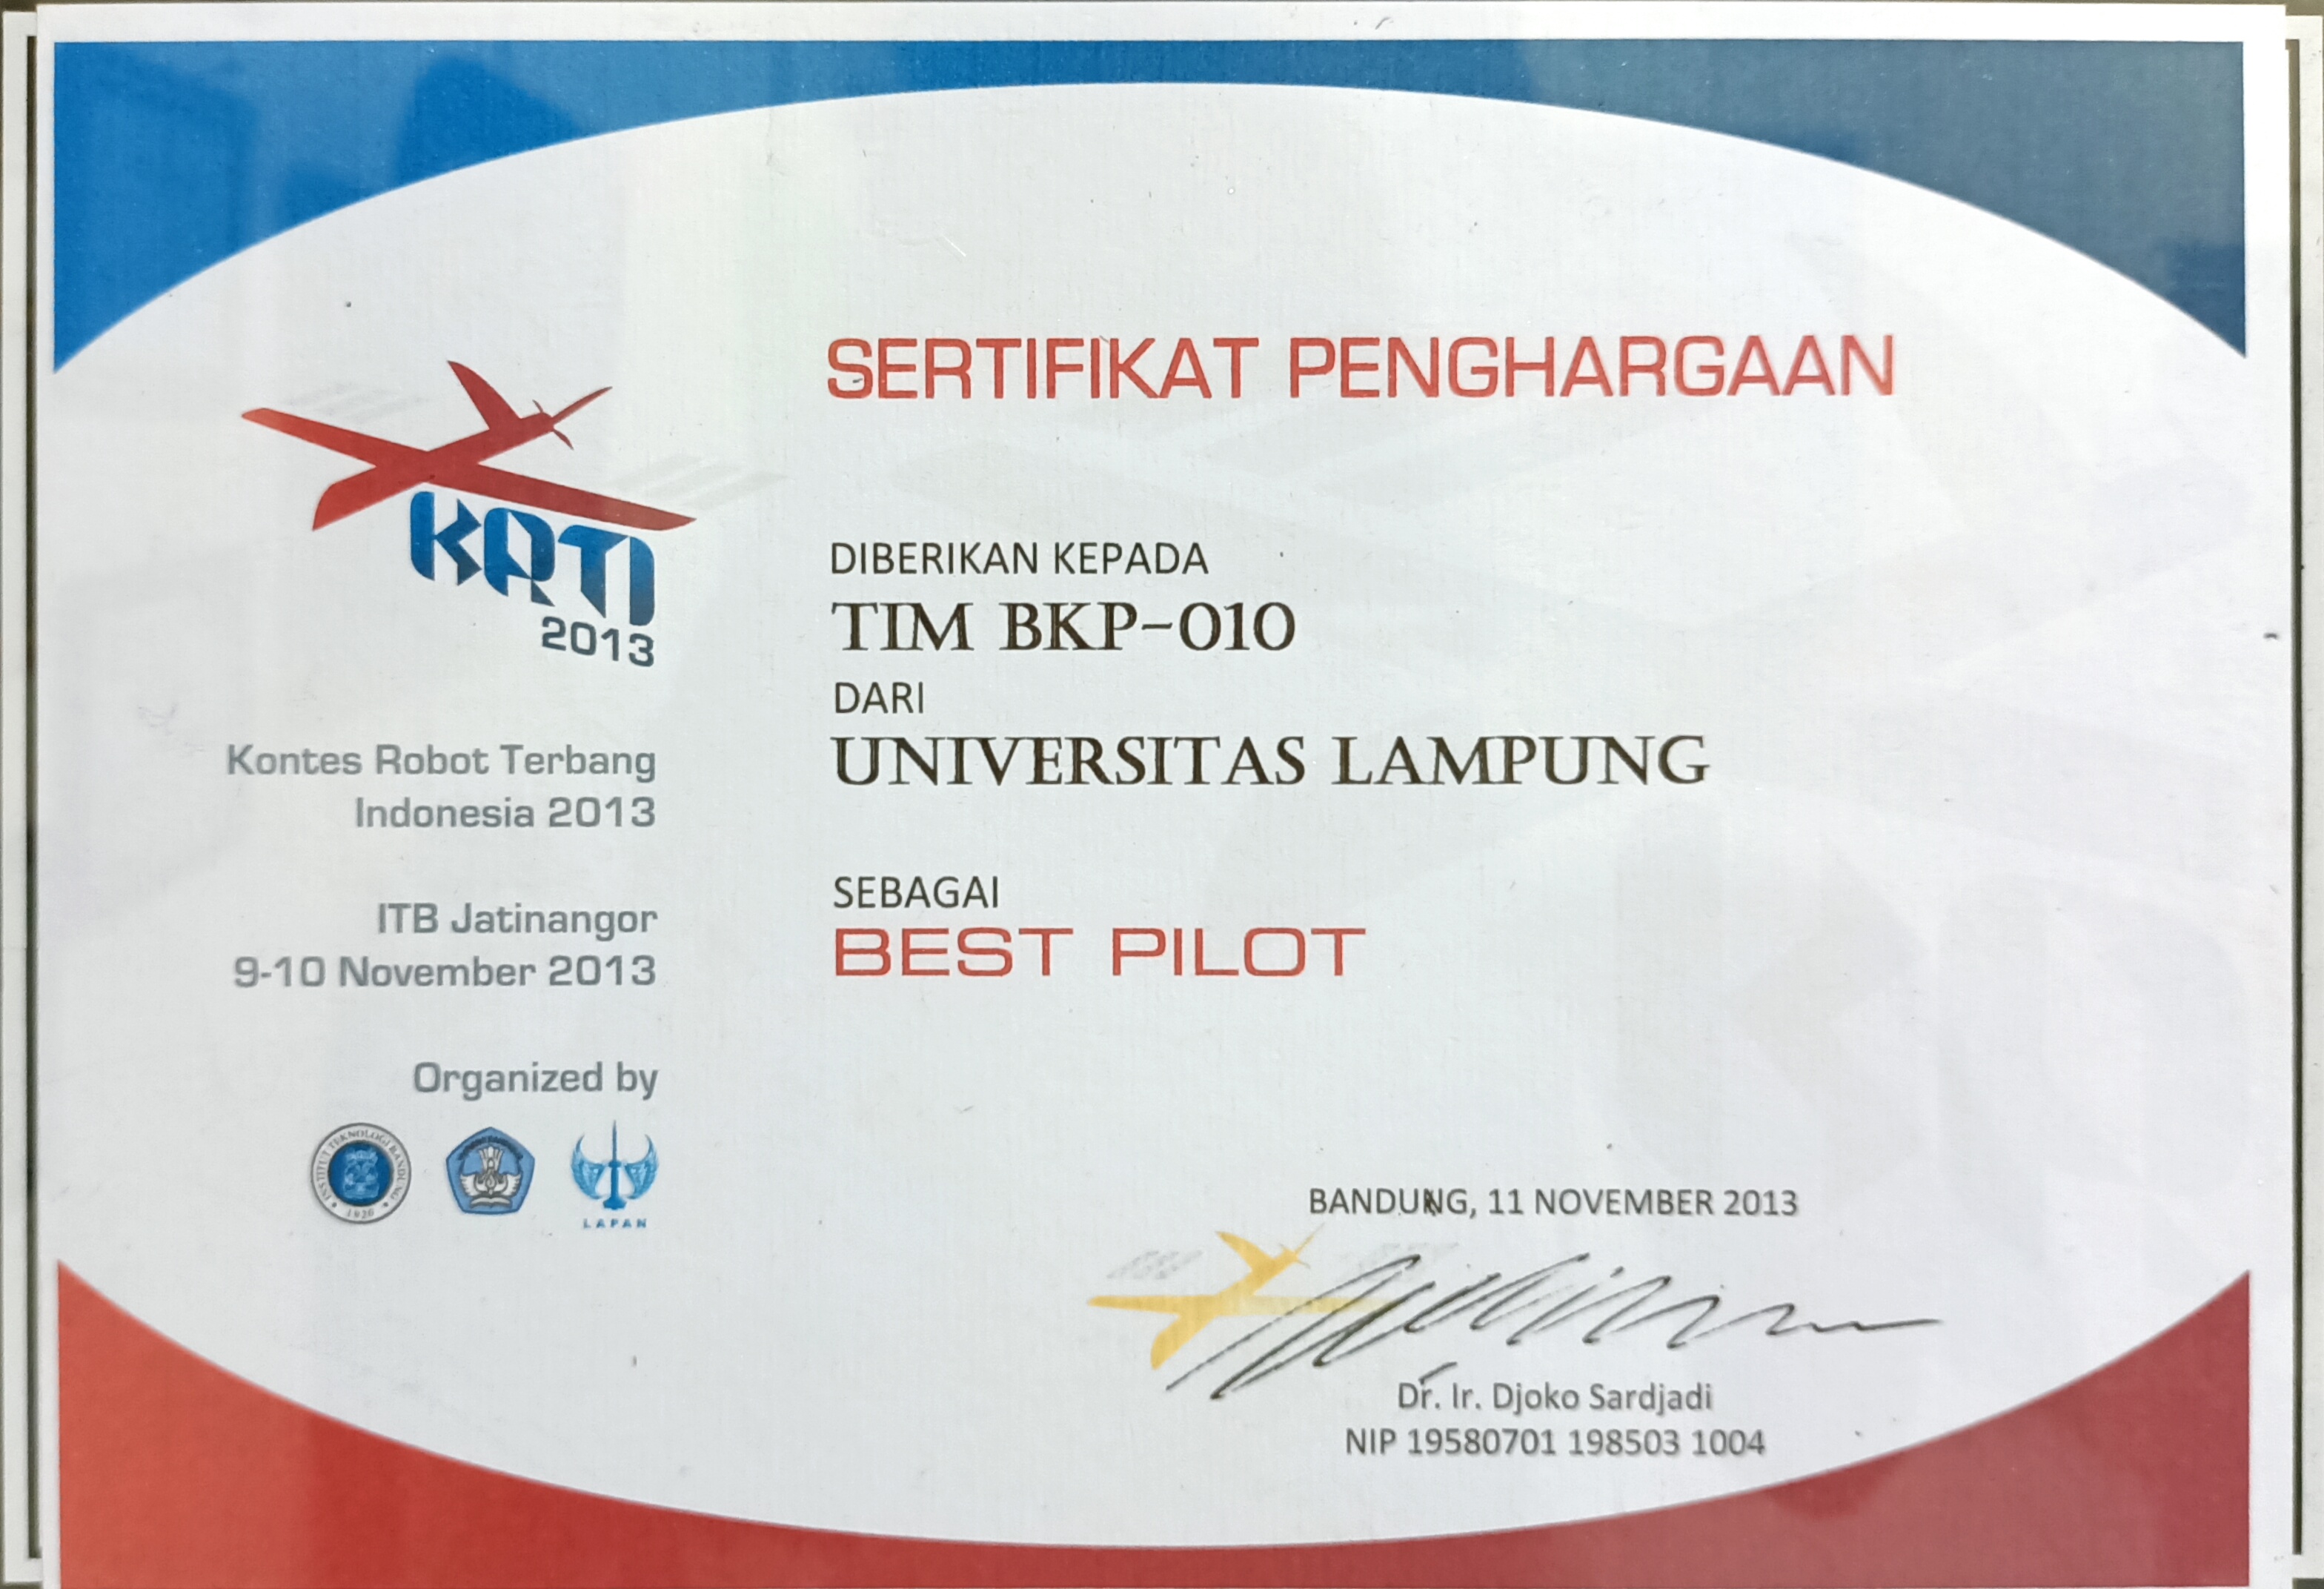 SERTIFIKAT PENGHARGAAN
KRTI
2013
Kontes Robot Terbang
Indonesia 2013
ITB Jatinangor
9-10 November 2013
Organized by
INSTITUT TEKNOLOGI BANDUNG
1920
LAPAN
DIBERIKAN KEPADA
TIM BKP-010
DARI
UNIVERSITAS LAMPUNG
SEBAGAI
BEST PILOT
BANDUNG, 11 NOVEMBER 2013
Dr. Ir. Djoko Sardjadi
NIP 19580701 198503 1004